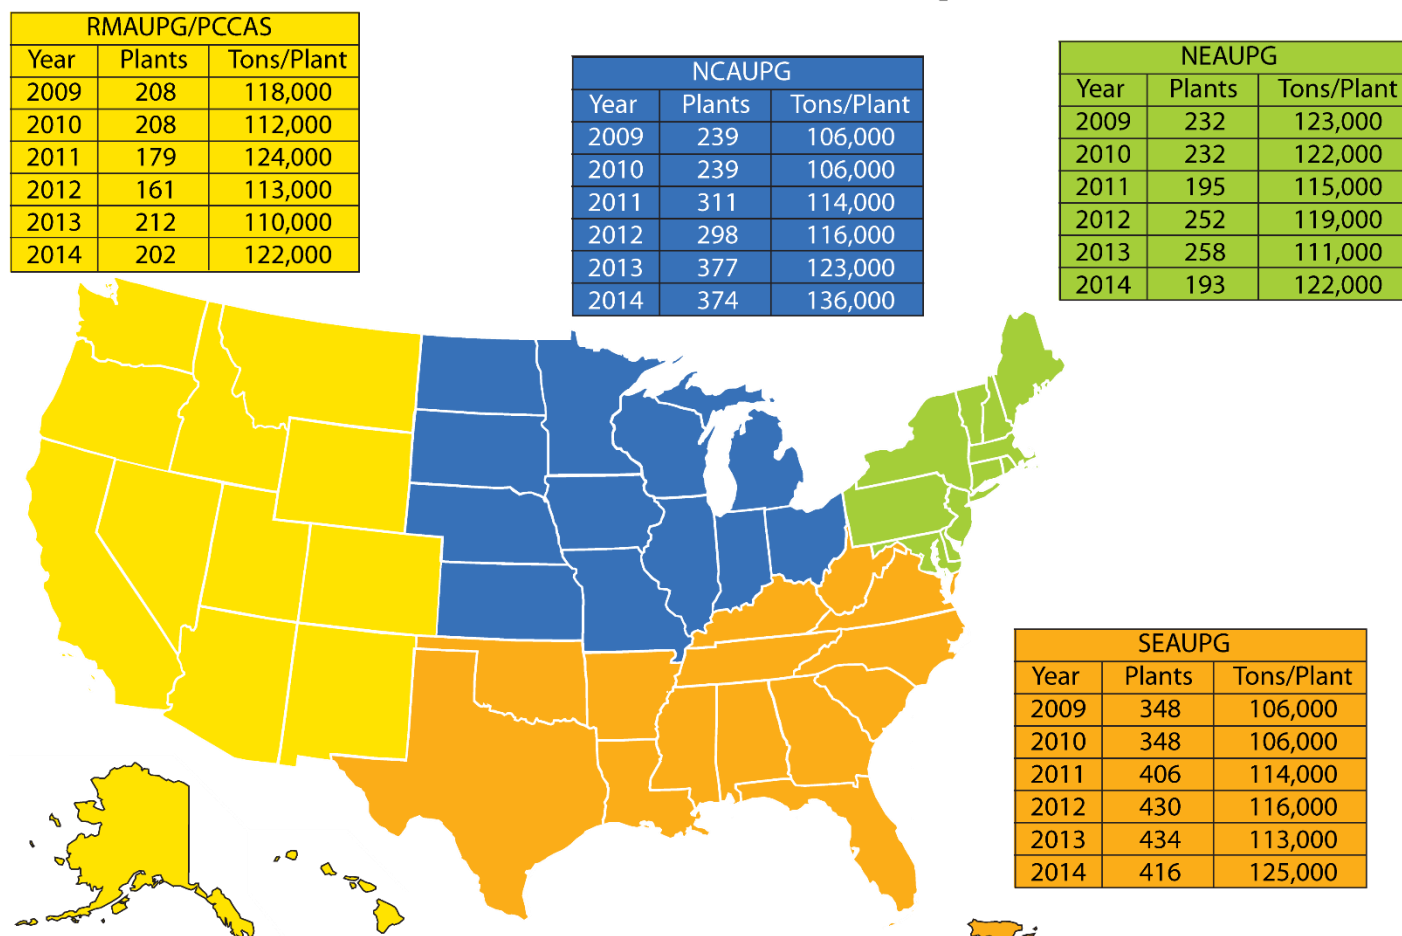 RMAUPG/PCCAS
Year Plants Tons/Plant
2009 208 118,000
2010 208 112,000
2011 179 124,000
2012 161 113,000
2013 212 110,000
2014 202 122,000
NCAUPG
Year Plants Tons/Plant
2009 239 106,000
2010 239 106,000
2011 311 114,000
2012 298 116,000
2013 377 123,000
2014 374 136,000
NEAUPG
Year Plants Tons/Plant
2009 232 123,000
2010 232 122,000
2011 195 115,000
2012 252 119,000
2013 258 111,000
2014 193 122,000
SEAUPG
Year Plants Tons/Plant
2009 348 106,000
2010 348 106,000
2011 406 114,000
2012 430 116,000
2013 434 113,000
2014 416 125,000